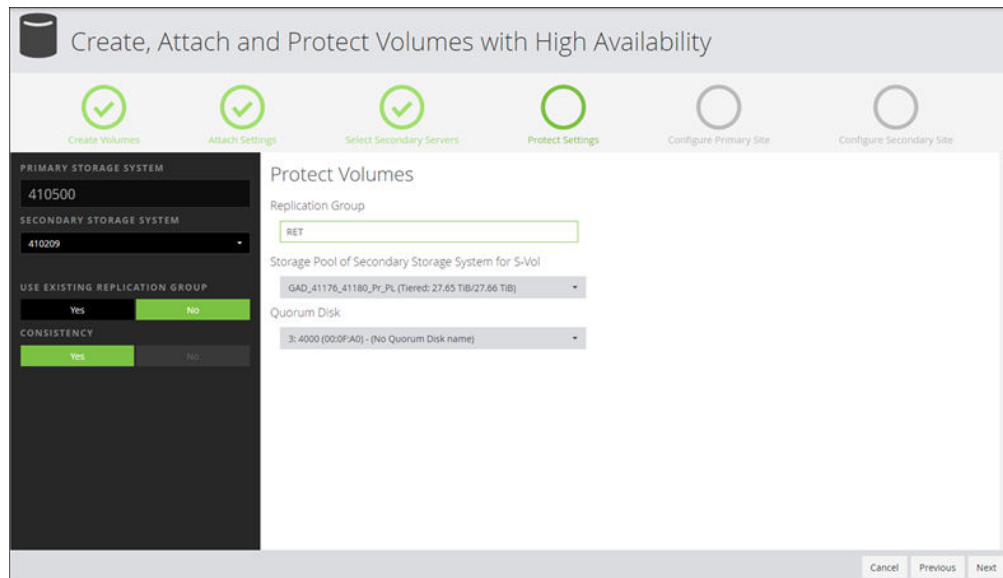 Create, Attach and Protect Volumes with High Availability
Create Volumes
Attach Settings
Select Secondary Servers
Protect Settings
Configure Primary Site
Configure Secondary Site
PRIMARY STORAGE SYSTEM
410500
SECONDARY STORAGE SYSTEM
410209
USE EXISTING REPLICATION GROUP
Yes No
CONSISTENCY
Yes No
Protect Volumes
Replication Group
RET
Storage Pool of Secondary Storage System for S-Vol
GAD_41176_41180_Pr_PL (Tiered: 27.65 TiB/27.66 TiB)
Quorum Disk
3: 4000 (00:0F:A0) - (No Quorum Disk name)
Cancel Previous Next